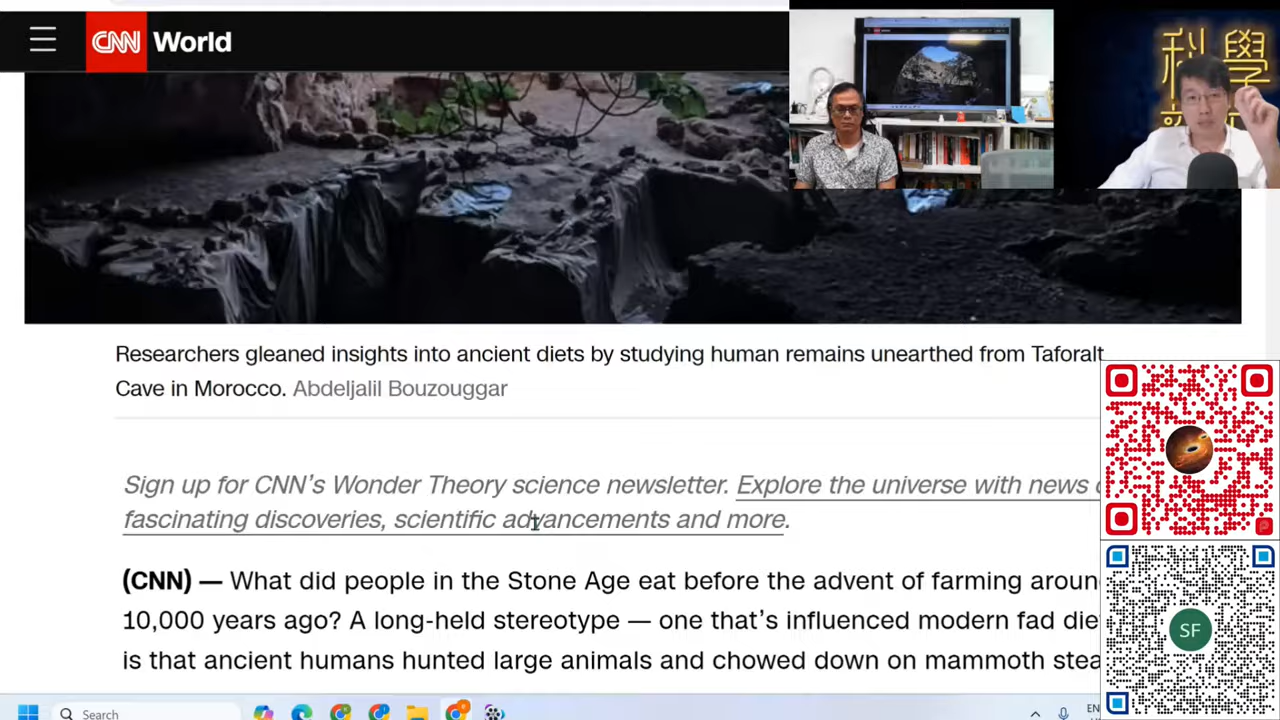 CNN World
科學
Researchers gleaned insights into ancient diets by studying human remains unearthed from Taforalt
Cave in Morocco. Abdeljalil Bouzouggar
Sign up for CNN's Wonder Theory science newsletter. Explore the universe with news
fascinating discoveries, scientific advancements and more.
(CNN) — What did people in the Stone Age eat before the advent of farming aroun
10,000 years ago? A long-held stereotype — one that's influenced modern fad die
is that ancient humans hunted large animals and chowed down on mammoth stea
SF
Search
EN